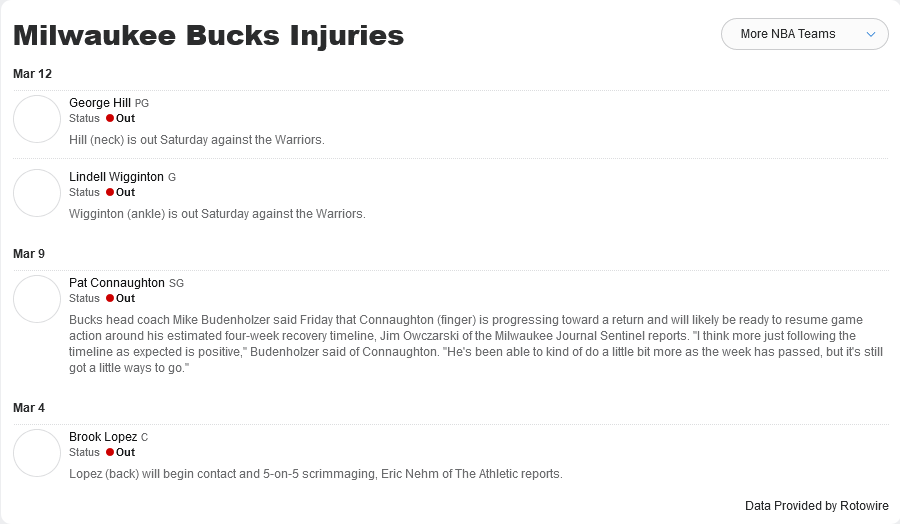 Milwaukee Bucks Injuries
More NBA Teams
Mar 12
George Hill PG
Status Out
Hill (neck) is out Saturday against the Warriors.
Lindell Wigginton G
Status Out
Wigginton (ankle) is out Saturday against the Warriors.
Mar 9
Pat Connaughton SG
Status Out
Bucks head coach Mike Budenholzer said Friday that Connaughton (finger) is progressing toward a return and will likely be ready to resume game
action around his estimated four-week recovery timeline, Jim Owczarski of the Milwaukee Journal Sentinel reports. "I think more just following the
timeline as expected is positive," Budenholzer said of Connaughton. "He's been able to kind of do a little bit more as the week has passed, but it's still
got a little ways to go."
Mar 4
Brook Lopez C
Status Out
Lopez (back) will begin contact and 5-on-5 scrimmaging, Eric Nehm of The Athletic reports.
Data Provided by Rotowire